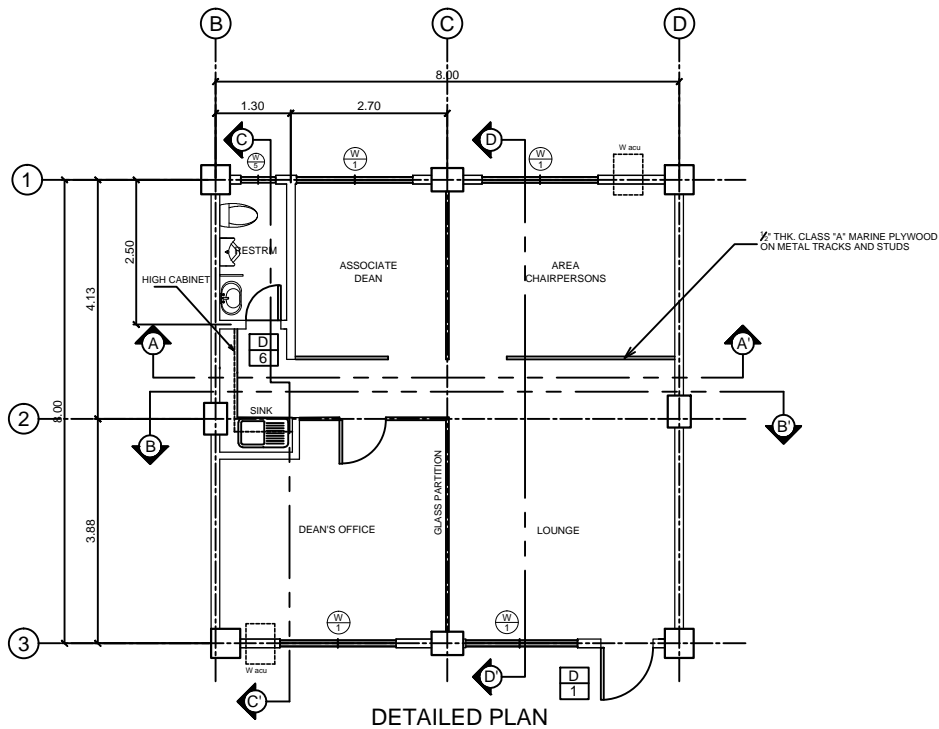 B
C
D
8.00
1.30
2.70
C
D
W
5
W
1
W
1
W acu
1
½" THK. CLASS "A" MARINE PLYWOOD
ON METAL TRACKS AND STUDS
RESTRM
2.50
ASSOCIATE
DEAN
AREA
CHAIRPERSONS
HIGH CABINET
4.13
A
D
6
A'
8.00
SINK
2
B
B'
GLASS PARTITION
DEAN'S OFFICE
LOUNGE
3.88
W
1
W
1
3
W acu
D'
D
1
C'
DETAILED PLAN